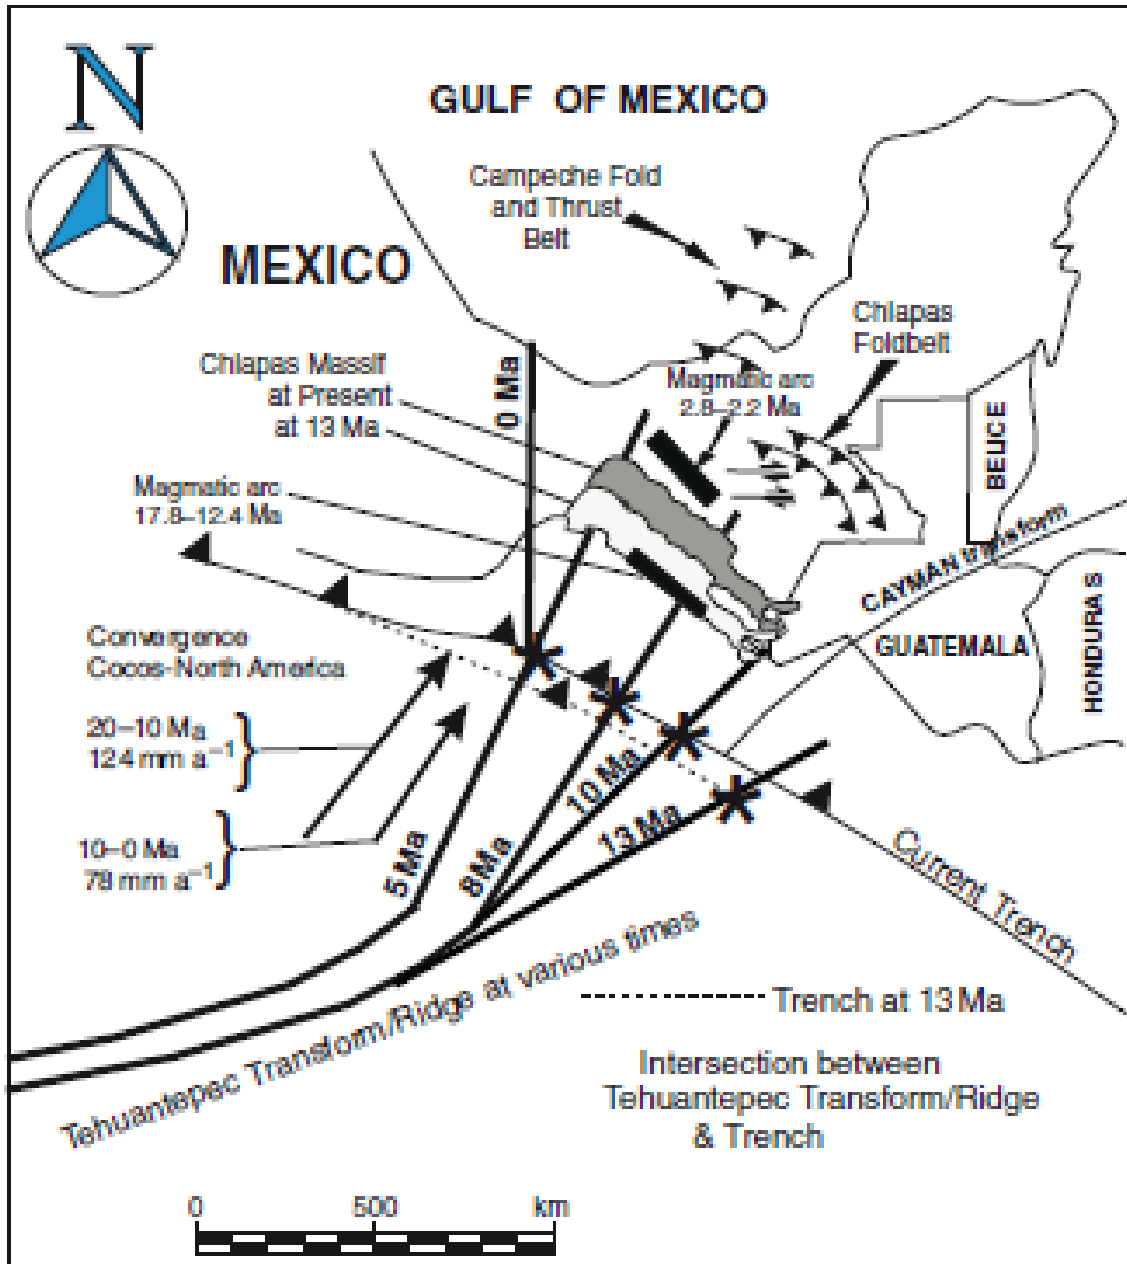 N
GULF OF MEXICO
Campeche Fold
and Thrust
Belt
MEXICO
Chiapas
Foldbelt
Chiapas Massif
at Present
at 13 Ma
0 Ma
Magmatic arc
2.8–2.2 Ma
BELICE
Magmatic arc
17.8–12.4 Ma
CAYMAN transform
Convergence
Cocos-North America
GUATEMALA
HONDURAS
20–10 Ma
124 mm a⁻¹
10–0 Ma
78 mm a⁻¹
5 Ma
8 Ma
10 Ma
13 Ma
Current Trench
Tehuantepec Transform/Ridge at various times
Trench at 13 Ma
Intersection between
Tehuantepec Transform/Ridge
& Trench
0 500 km